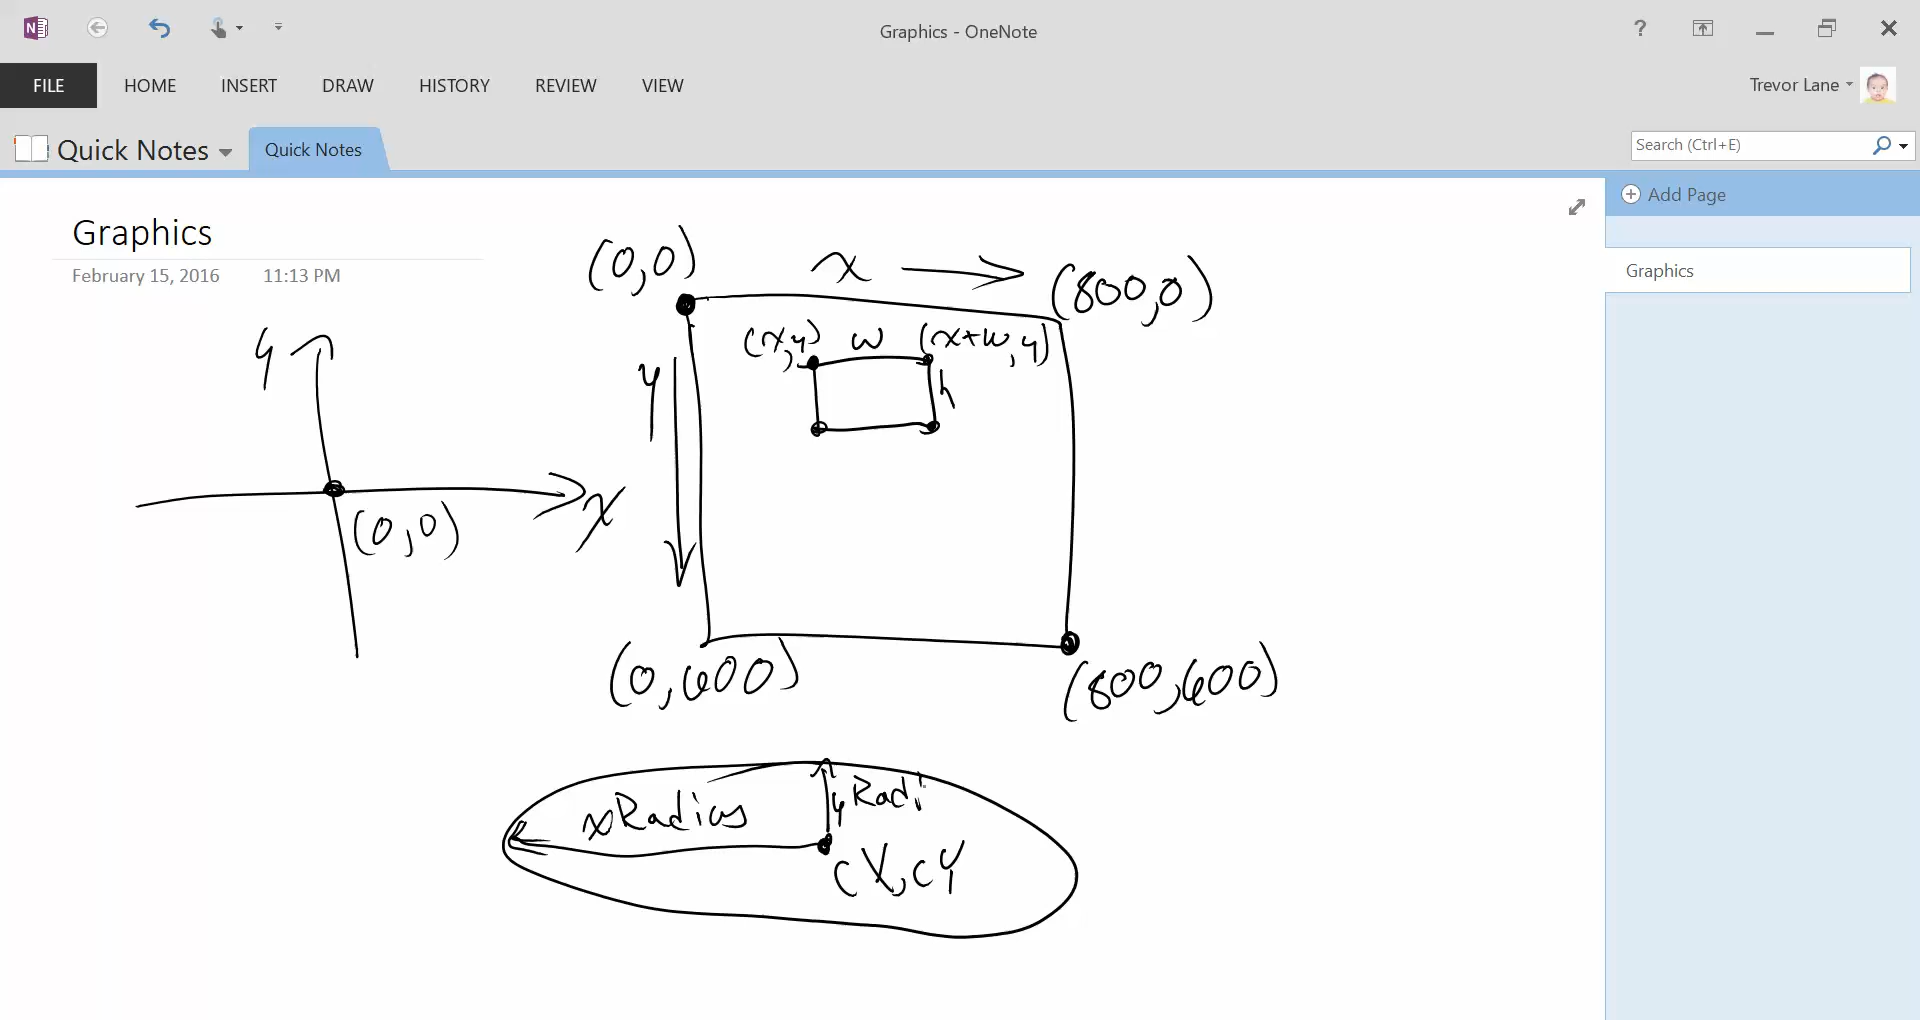 Graphics - OneNote
?
FILE HOME INSERT DRAW HISTORY REVIEW VIEW
Trevor Lane
Quick Notes
Quick Notes
Search (Ctrl+E)
Add Page
Graphics
Graphics
February 15, 2016 11:13 PM
(0,0)
x
(800,0)
y
(x,y) w (x+w,y)
h
y
x
(0,0)
(0,600)
(800,600)
xRadius
yRadi
cX,cY